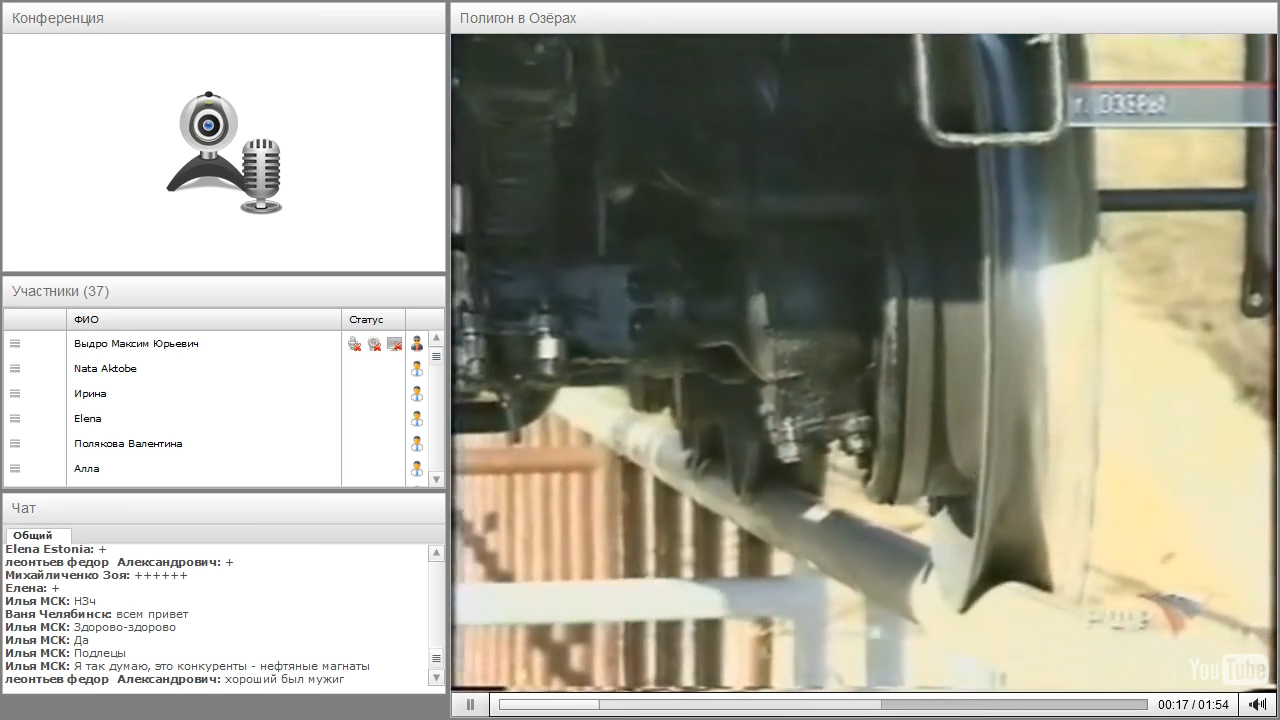 Конференция
Участники (37)
ФИО
Статус
Выдро Максим Юрьевич
Nata Aktobe
Ирина
Elena
Полякова Валентина
Алла
Чат
Общий
Elena Estonia: +
леонтьев федор Александрович: +
Михайличенко Зоя: ++++++
Елена: +
Илья МСК: НЗч
Ваня Челябинск: всем привет
Илья МСК: Здорово-здорово
Илья МСК: Да
Илья МСК: Подлецы
Илья МСК: Я так думаю, это конкуренты - нефтяные магнаты
леонтьев федор Александрович: хороший был мужиг
Полигон в Озёрах
г. ОЗЕРЫ
YouTube
00:17 / 01:54